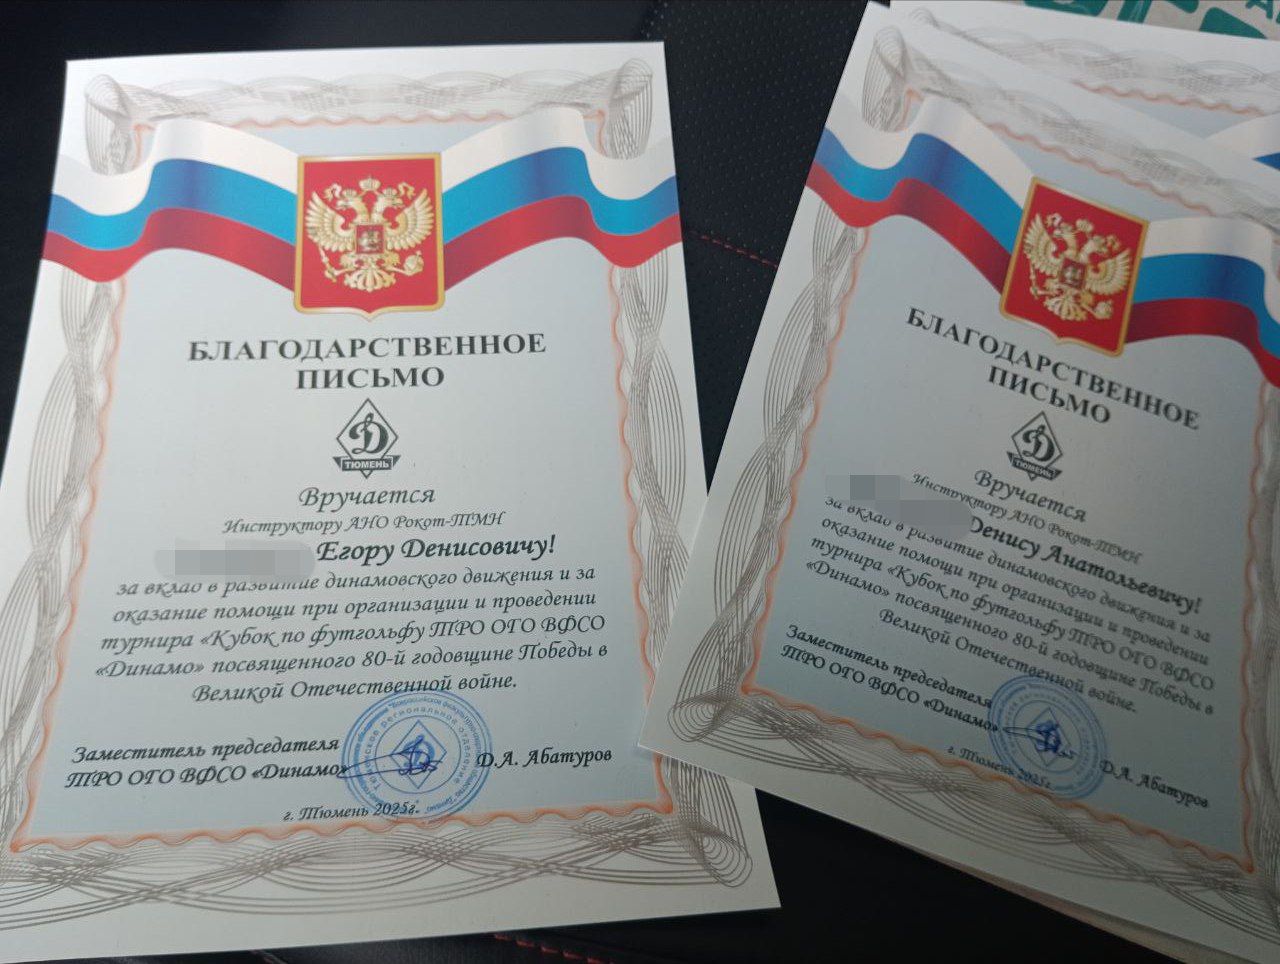 БЛАГОДАРСТВЕННОЕ
ПИСЬМО
Д
ТЮМЕНЬ
Вручается
Инструктору АНО Рокот-ТМН
Егору Денисовичу!
за вклад в развитие динамовского движения и за
оказание помощи при организации и проведении
турнира «Кубок по футгольфу ТРО ОГО ВФСО
«Динамо» посвященного 80-й годовщине Победы в
Великой Отечественной войне.
Заместитель председателя
ТРО ОГО ВФСО «Динамо»
Д.А. Абатуров
г. Тюмень 2025г.
БЛАГОДАРСТВЕННОЕ
ПИСЬМО
Д
ТЮМЕНЬ
Вручается
Инструктору АНО Рокот-ТМН
Денису Анатольевичу!
за вклад в развитие динамовского движения и за
оказание помощи при организации и проведении
турнира «Кубок по футгольфу ТРО ОГО ВФСО
«Динамо» посвященного 80-й годовщине Победы в
Великой Отечественной войне.
Заместитель председателя
ТРО ОГО ВФСО «Динамо»
Д.А. Абатуров
г. Тюмень 2025г.